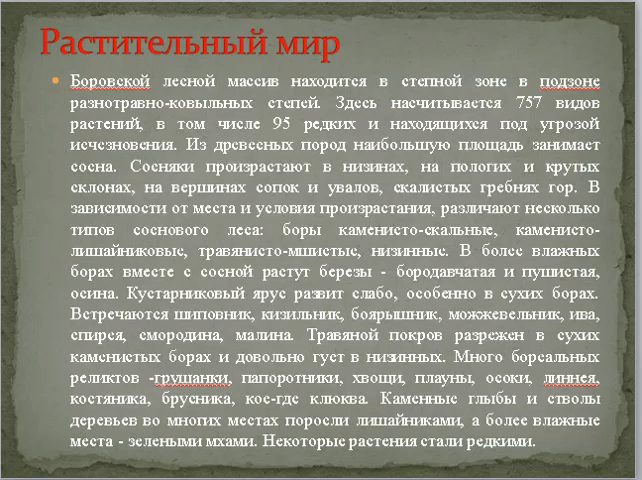 Растительный мир
Боровской лесной массив находится в степной зоне в подзоне
разнотравно-ковыльных степей. Здесь насчитывается 757 видов
растений, в том числе 95 редких и находящихся под угрозой
исчезновения. Из древесных пород наибольшую площадь занимает
сосна. Сосняки произрастают в низинах, на пологих и крутых
склонах, на вершинах сопок и увалов, скалистых гребнях гор. В
зависимости от места и условия произрастания, различают несколько
типов соснового леса: боры каменисто-скальные, каменисто-
лишайниковые, травянисто-мшистые, низинные. В более влажных
борах вместе с сосной растут березы - бородавчатая и пушистая,
осина. Кустарниковый ярус развит слабо, особенно в сухих борах.
Встречаются шиповник, кизильник, боярышник, можжевельник, ива,
спирея, смородина, малина. Травяной покров разрежен в сухих
каменистых борах и довольно густ в низинных. Много бореальных
реликтов -грушанки, папоротники, хвощи, плауны, осоки, линнея,
костяника, брусника, кое-где клюква. Каменные глыбы и стволы
деревьев во многих местах поросли лишайниками, а более влажные
места - зелеными мхами. Некоторые растения стали редкими.